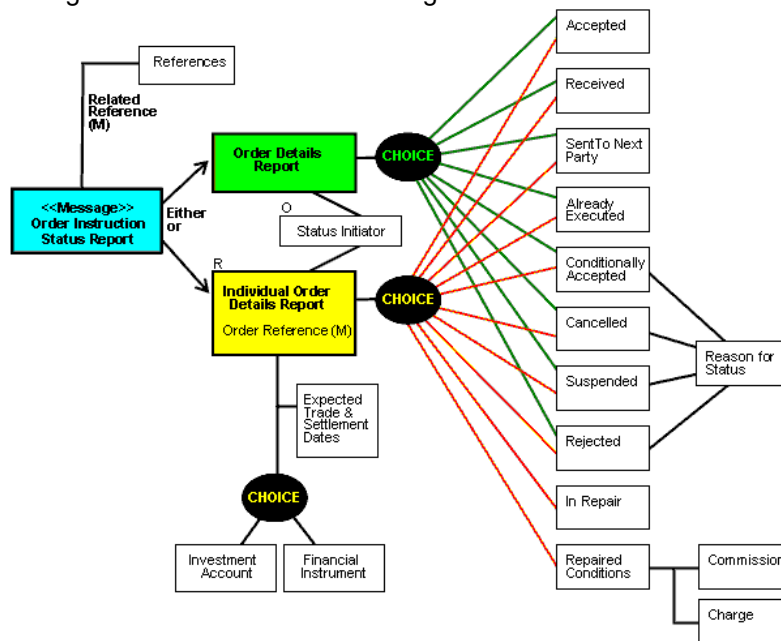 References
Related
Reference
(M)
<<Message>>
Order Instruction
Status Report
Either
or
Order Details
Report
CHOICE
O
Status Initiator
R
Individual Order
Details Report
Order Reference (M)
CHOICE
Expected
Trade &
Settlement
Dates
CHOICE
Investment
Account
Financial
Instrument
Accepted
Received
SentTo Next
Party
Already
Executed
Conditionally
Accepted
Cancelled
Suspended
Rejected
In Repair
Repaired
Conditions
Reason for
Status
Commission
Charge